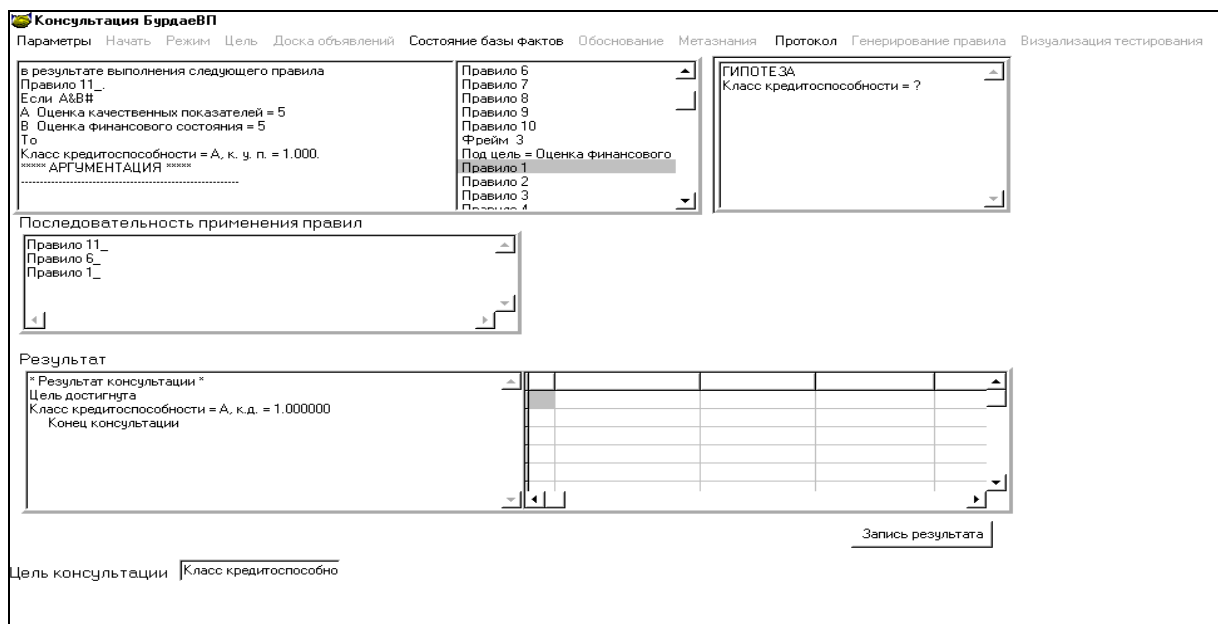 Консультация БурдаеВП
Параметры Начать Режим Цель Доска объявлений Состояние базы фактов Обоснование Метазнания Протокол Генерирование правила Визуализация тестирования
в результате выполнения следующего правила
Правило 11_.
Если A&B#
A Оценка качественных показателей = 5
B Оценка финансового состояния = 5
То
Класс кредитоспособности = А, к. у. п. = 1.000.
***** АРГУМЕНТАЦИЯ *****
------------------------------------------------------------
Правило 6
Правило 7
Правило 8
Правило 9
Правило 10
Фрейм 3
Под цель = Оценка финансового
Правило 1
Правило 2
Правило 3
Правило 4
ГИПОТЕЗА
Класс кредитоспособности = ?
Последовательность применения правил
Правило 11_
Правило 6_
Правило 1_
Результат
* Результат консультации *
Цель достигнута
Класс кредитоспособности = А, к.д. = 1.000000
Конец консультации
Запись результата
Цель консультации Класс кредитоспособно